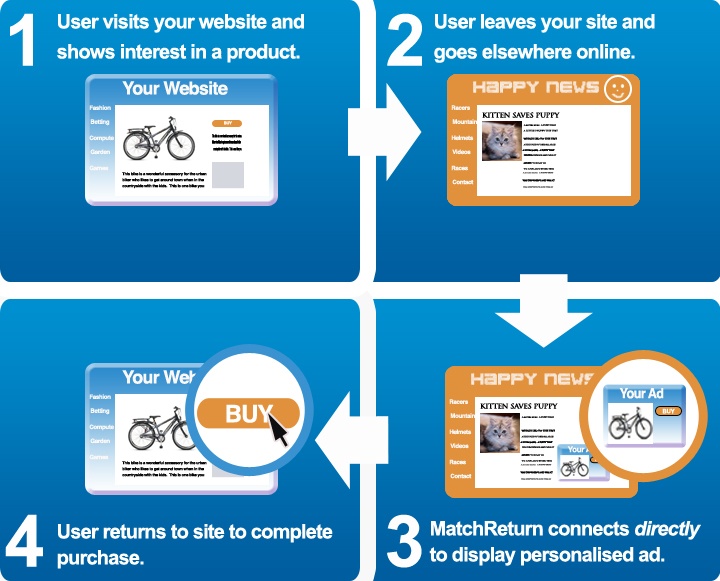 1
User visits your website and
shows interest in a product.
Your Website
Fashion
Betting
Compute
Garden
Games
BUY
This bike is a wonderful accessory for the urban
biker who likes to get around town when in the
countryside with the kids. This is one bike you
2
User leaves your site and
goes elsewhere online.
HAPPY NEWS
Racers
Mountain
Helmets
Videos
Races
Contact
KITTEN SAVES PUPPY
4
User returns to site to complete
purchase.
Your Web
Fashion
Betting
Compute
Garden
Games
BUY
This bike is a wonderful accessory for the urban
biker who likes to get around town when in the
countryside with the kids. This is one bike you
3
MatchReturn connects directly
to display personalised ad.
HAPPY NEWS
Racers
Mountain
Helmets
Videos
Races
Contact
KITTEN SAVES PUPPY
Your A
Your Ad
BUY